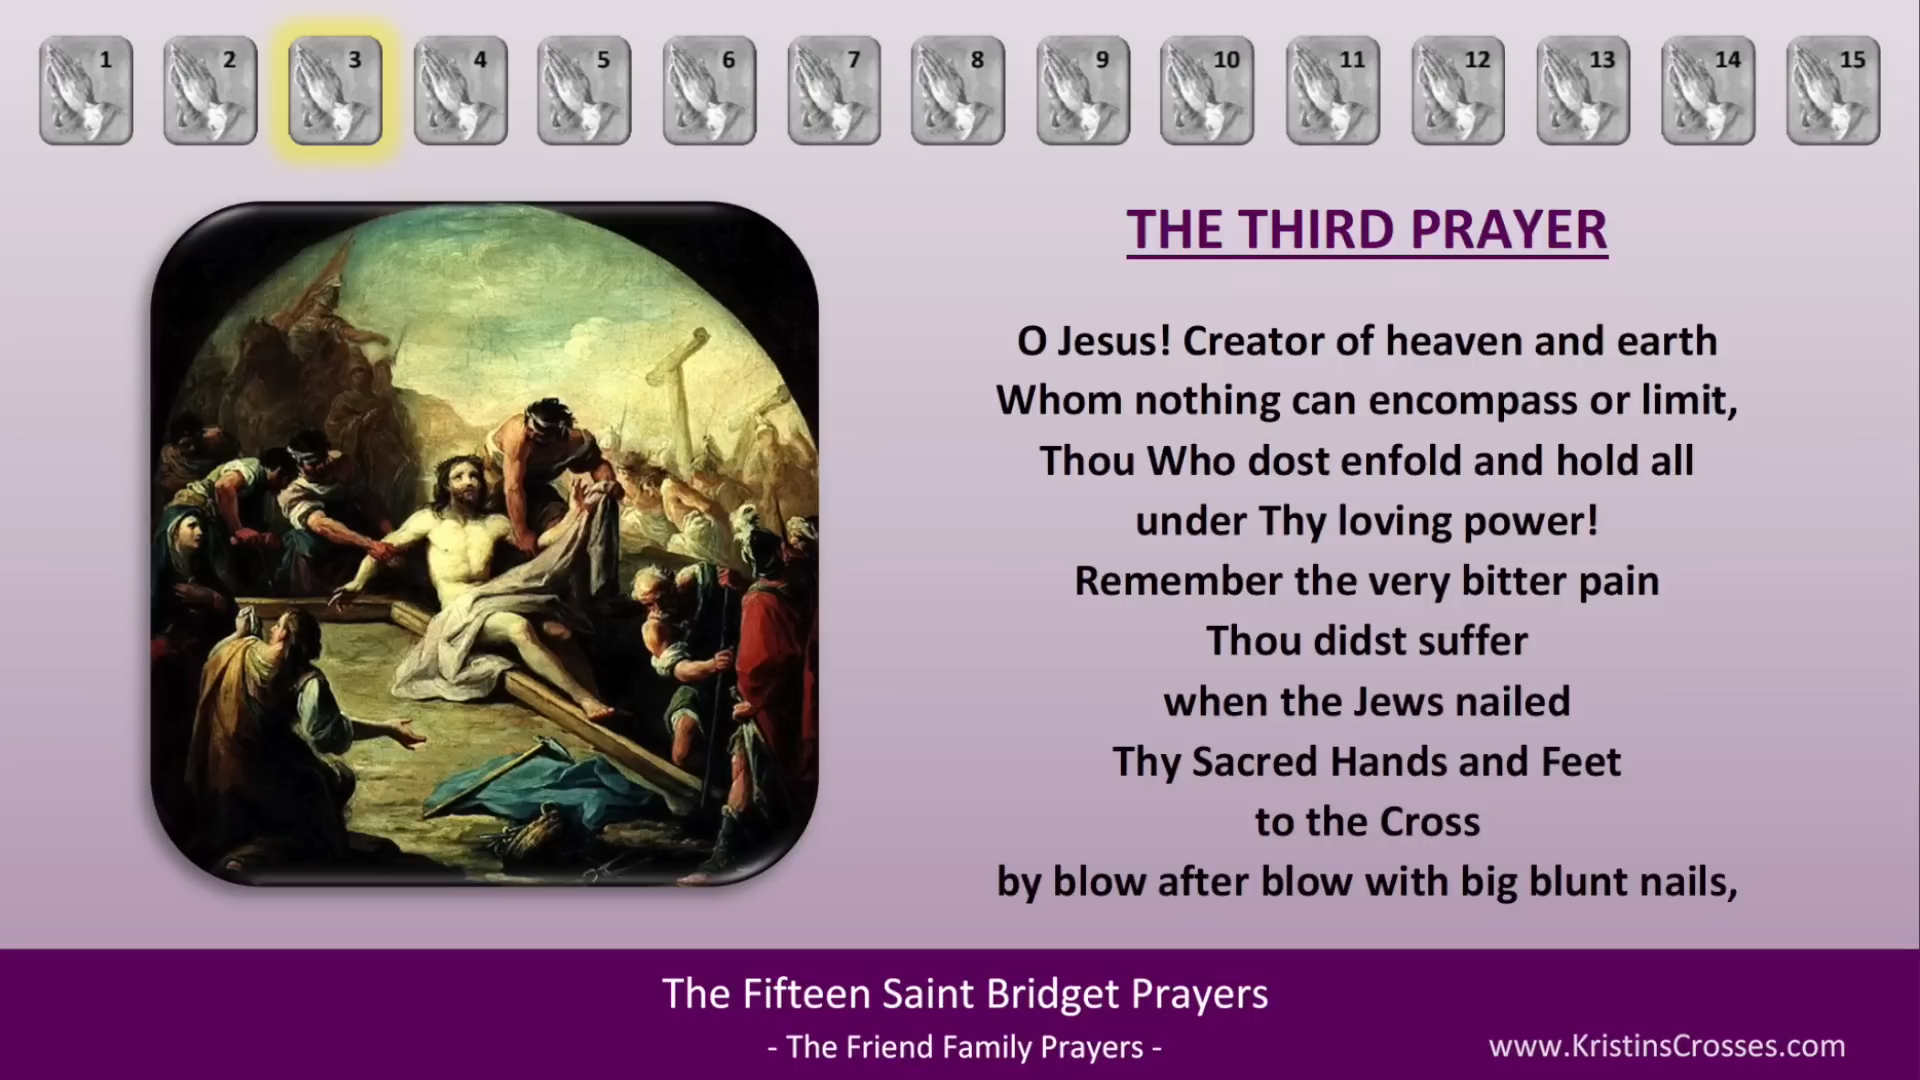 1 2 3 4 5 6 7 8 9 10 11 12 13 14 15
THE THIRD PRAYER
O Jesus! Creator of heaven and earth
Whom nothing can encompass or limit,
Thou Who dost enfold and hold all
under Thy loving power!
Remember the very bitter pain
Thou didst suffer
when the Jews nailed
Thy Sacred Hands and Feet
to the Cross
by blow after blow with big blunt nails,
The Fifteen Saint Bridget Prayers
- The Friend Family Prayers -
www.KristinsCrosses.com